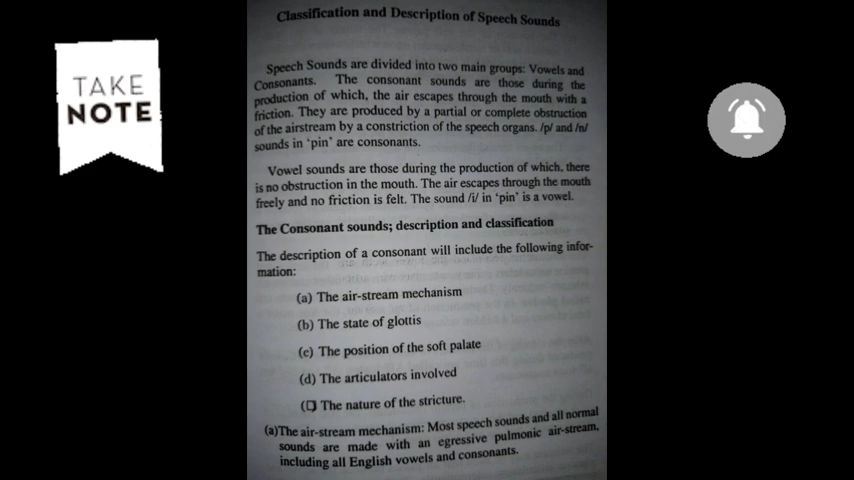 TAKE
NOTE
Classification and Description of Speech Sounds
Speech Sounds are divided into two main groups: Vowels and
Consonants. The consonant sounds are those during the
production of which, the air escapes through the mouth with a
friction. They are produced by a partial or complete obstruction
of the airstream by a constriction of the speech organs. /p/ and /n/
sounds in 'pin' are consonants.
Vowel sounds are those during the production of which, there
is no obstruction in the mouth. The air escapes through the mouth
freely and no friction is felt. The sound /i/ in 'pin' is a vowel.
The Consonant sounds; description and classification
The description of a consonant will include the following infor-
mation:
(a) The air-stream mechanism
(b) The state of glottis
(c) The position of the soft palate
(d) The articulators involved
(❑ The nature of the stricture.
(a)The air-stream mechanism: Most speech sounds and all normal
sounds are made with an egressive pulmonic air-stream,
including all English vowels and consonants.